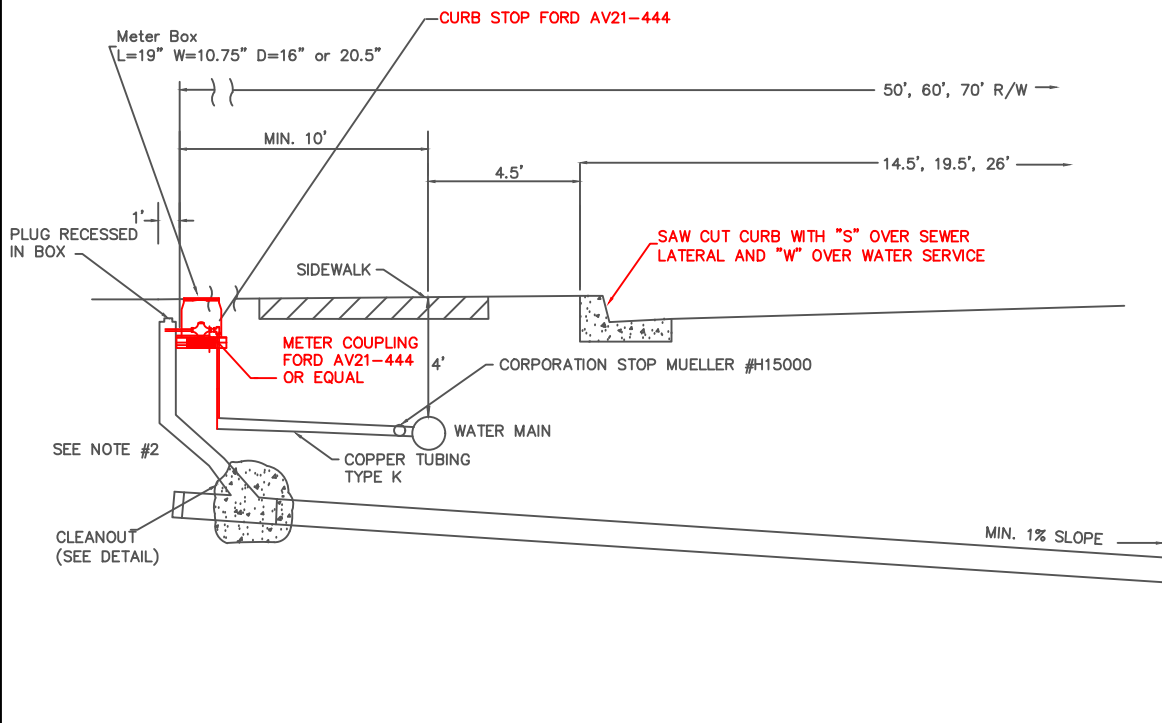 CURB STOP FORD AV21-444
Meter Box
L=19" W=10.75" D=16" or 20.5"
50', 60', 70' R/W
MIN. 10'
14.5', 19.5', 26'
4.5'
1'
PLUG RECESSED
IN BOX
SAW CUT CURB WITH "S" OVER SEWER
LATERAL AND "W" OVER WATER SERVICE
SIDEWALK
METER COUPLING
FORD AV21-444
OR EQUAL
4'
CORPORATION STOP MUELLER #H15000
WATER MAIN
SEE NOTE #2
COPPER TUBING
TYPE K
CLEANOUT
(SEE DETAIL)
MIN. 1% SLOPE